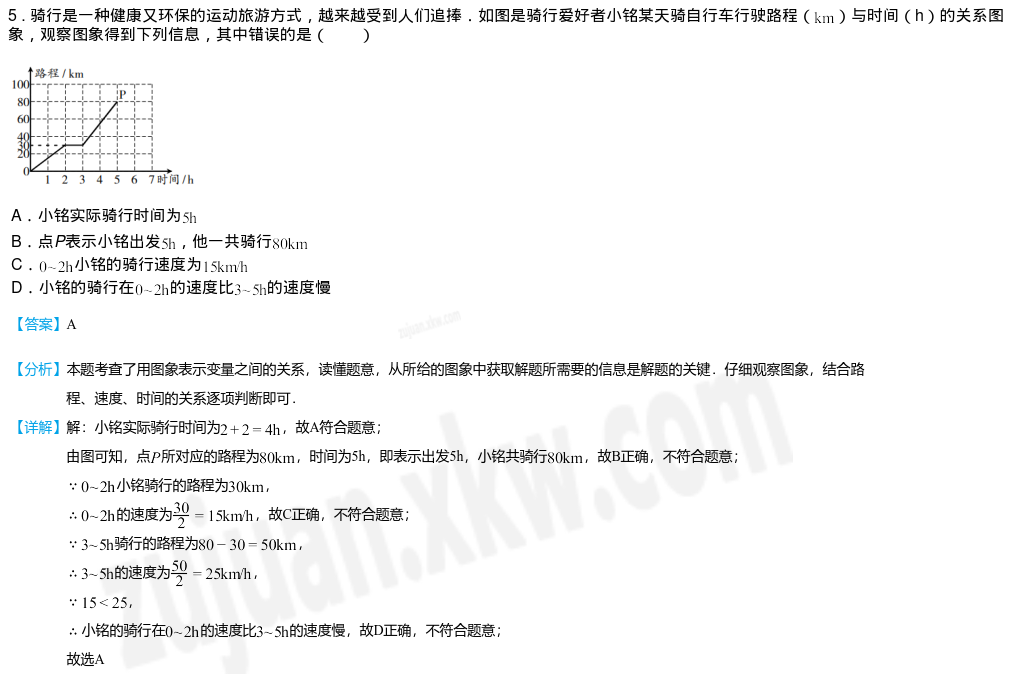 5．骑行是一种健康又环保的运动旅游方式，越来越受到人们追捧．如图是骑行爱好者小铭某天骑自行车行驶路程（km）与时间（h）的关系图
象，观察图象得到下列信息，其中错误的是（　　）
路程/km
100
80
60
40
30
20
0
P
1 2 3 4 5 6 7 时间/h
A．小铭实际骑行时间为5h
B．点P表示小铭出发5h，他一共骑行80km
C．0~2h小铭的骑行速度为15km/h
D．小铭的骑行在0~2h的速度比3~5h的速度慢
【答案】A
【分析】本题考查了用图象表示变量之间的关系，读懂题意，从所给的图象中获取解题所需要的信息是解题的关键．仔细观察图象，结合路
程、速度、时间的关系逐项判断即可．
【详解】解：小铭实际骑行时间为2+2=4h，故A符合题意；
由图可知，点P所对应的路程为80km，时间为5h，即表示出发5h，小铭共骑行80km，故B正确，不符合题意；
∵0~2h小铭骑行的路程为30km，
∴0~2h的速度为30/2=15km/h，故C正确，不符合题意；
∵3~5h骑行的路程为80−30=50km，
∴3~5h的速度为50/2=25km/h，
∵15<25，
∴小铭的骑行在0~2h的速度比3~5h的速度慢，故D正确，不符合题意；
故选A
zujuan.xkw.com
zujuan.xkw.com